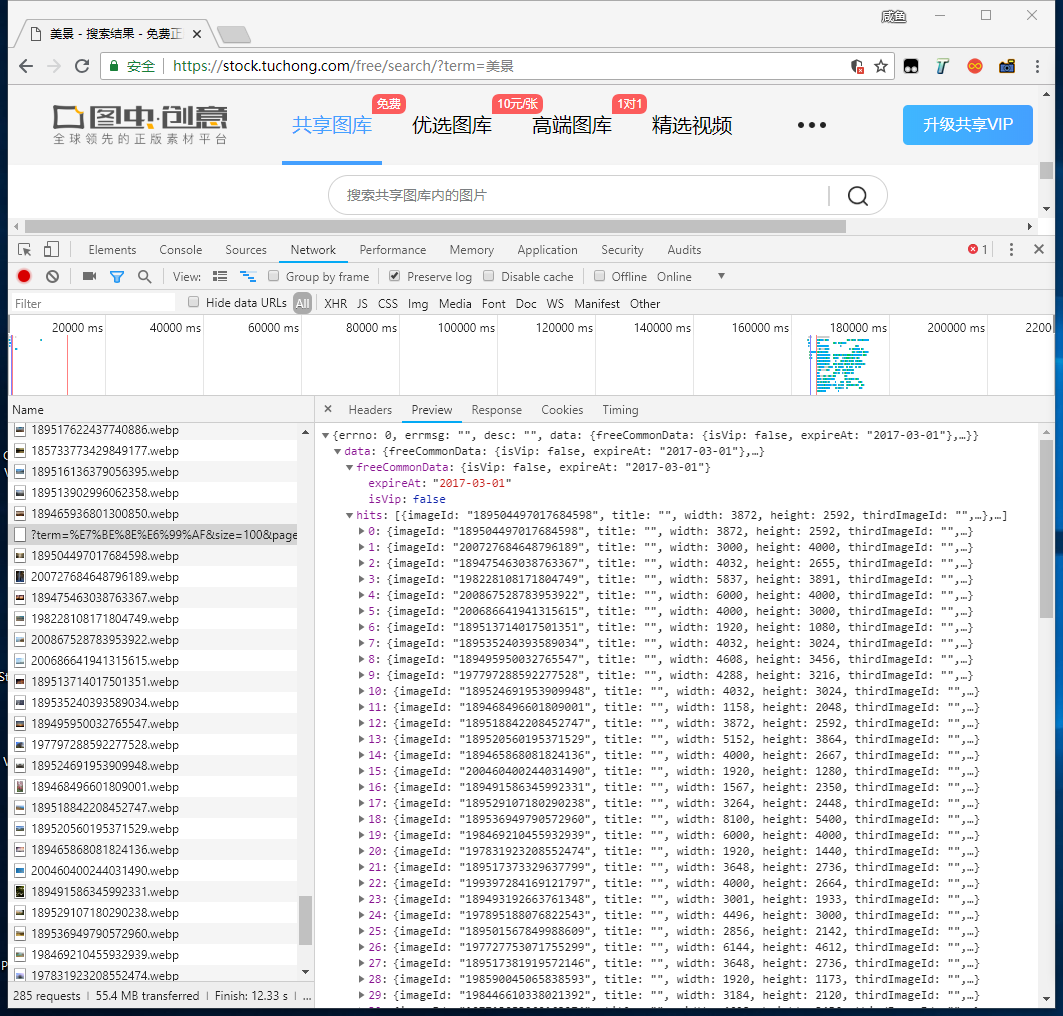 咸鱼
美景 - 搜索结果 - 免费正
安全 https://stock.tuchong.com/free/search/?term=美景
图虫·创意
全球领先的正版素材平台
共享图库 免费 优选图库 10元/张 高端图库 1对1 精选视频 ••• 升级共享VIP
搜索共享图库内的图片
Elements Console Sources Network Performance Memory Application Security Audits 1
View: Group by frame Preserve log Disable cache Offline Online
Filter Hide data URLs All XHR JS CSS Img Media Font Doc WS Manifest Other
20000 ms 40000 ms 60000 ms 80000 ms 100000 ms 120000 ms 140000 ms 160000 ms 180000 ms 200000 ms 2200
Name
189517622437740886.webp
185733773429849177.webp
189516136379056395.webp
189513902996062358.webp
189465936801300850.webp
?term=%E7%BE%8E%E6%99%AF&size=100&page
189504497017684598.webp
200727684648796189.webp
189475463038763367.webp
198228108171804749.webp
200867528783953922.webp
200686641941315615.webp
189513714017501351.webp
189535240393589034.webp
189495950032765547.webp
197797288592277528.webp
189524691953909948.webp
189468496601809001.webp
189518842208452747.webp
189520560195371529.webp
189465868081824136.webp
200460400244031490.webp
189491586345992331.webp
189529107180290238.webp
189536949790572960.webp
198469210455932939.webp
197831923208552474.webp
285 requests | 55.4 MB transferred | Finish: 12.33 s | ...
Headers Preview Response Cookies Timing
{errno: 0, errmsg: "", desc: "", data: {freeCommonData: {isVip: false, expireAt: "2017-03-01"},…}}
data: {freeCommonData: {isVip: false, expireAt: "2017-03-01"},…}
freeCommonData: {isVip: false, expireAt: "2017-03-01"}
expireAt: "2017-03-01"
isVip: false
hits: [{imageId: "189504497017684598", title: "", width: 3872, height: 2592, thirdImageId: "",…},…]
0: {imageId: "189504497017684598", title: "", width: 3872, height: 2592, thirdImageId: "",…}
1: {imageId: "200727684648796189", title: "", width: 3000, height: 4000, thirdImageId: "",…}
2: {imageId: "189475463038763367", title: "", width: 4032, height: 2655, thirdImageId: "",…}
3: {imageId: "198228108171804749", title: "", width: 5837, height: 3891, thirdImageId: "",…}
4: {imageId: "200867528783953922", title: "", width: 6000, height: 4000, thirdImageId: "",…}
5: {imageId: "200686641941315615", title: "", width: 4000, height: 3000, thirdImageId: "",…}
6: {imageId: "189513714017501351", title: "", width: 1920, height: 1080, thirdImageId: "",…}
7: {imageId: "189535240393589034", title: "", width: 4032, height: 3024, thirdImageId: "",…}
8: {imageId: "189495950032765547", title: "", width: 4608, height: 3456, thirdImageId: "",…}
9: {imageId: "197797288592277528", title: "", width: 4288, height: 3216, thirdImageId: "",…}
10: {imageId: "189524691953909948", title: "", width: 4032, height: 3024, thirdImageId: "",…}
11: {imageId: "189468496601809001", title: "", width: 1158, height: 2048, thirdImageId: "",…}
12: {imageId: "189518842208452747", title: "", width: 3872, height: 2592, thirdImageId: "",…}
13: {imageId: "189520560195371529", title: "", width: 5152, height: 3864, thirdImageId: "",…}
14: {imageId: "189465868081824136", title: "", width: 4000, height: 2667, thirdImageId: "",…}
15: {imageId: "200460400244031490", title: "", width: 1920, height: 1280, thirdImageId: "",…}
16: {imageId: "189491586345992331", title: "", width: 1567, height: 2350, thirdImageId: "",…}
17: {imageId: "189529107180290238", title: "", width: 3264, height: 2448, thirdImageId: "",…}
18: {imageId: "189536949790572960", title: "", width: 8100, height: 5400, thirdImageId: "",…}
19: {imageId: "198469210455932939", title: "", width: 6000, height: 4000, thirdImageId: "",…}
20: {imageId: "197831923208552474", title: "", width: 1920, height: 1440, thirdImageId: "",…}
21: {imageId: "189517373329637799", title: "", width: 3648, height: 2736, thirdImageId: "",…}
22: {imageId: "199397284169121797", title: "", width: 4000, height: 2664, thirdImageId: "",…}
23: {imageId: "189493192663761348", title: "", width: 3001, height: 1933, thirdImageId: "",…}
24: {imageId: "197895188076822543", title: "", width: 4496, height: 3000, thirdImageId: "",…}
25: {imageId: "189501567849988609", title: "", width: 2856, height: 2142, thirdImageId: "",…}
26: {imageId: "197727753071755299", title: "", width: 6144, height: 4612, thirdImageId: "",…}
27: {imageId: "189517381919572146", title: "", width: 3648, height: 2736, thirdImageId: "",…}
28: {imageId: "198590045065838593", title: "", width: 1920, height: 1173, thirdImageId: "",…}
29: {imageId: "198446610338021392", title: "", width: 3184, height: 2120, thirdImageId: "",…}